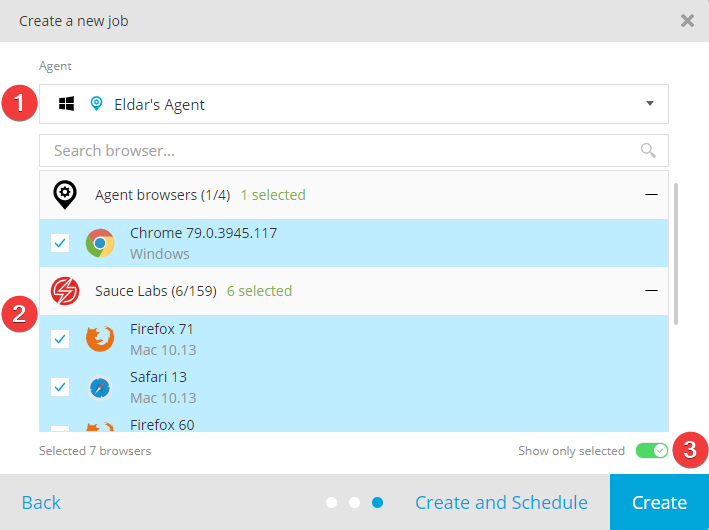 Create a new job
Agent
1
Eldar's Agent
Search browser...
Agent browsers (1/4) 1 selected
Chrome 79.0.3945.117
Windows
Sauce Labs (6/159) 6 selected
2
Firefox 71
Mac 10.13
Safari 13
Mac 10.13
Firefox 60
Selected 7 browsers
Show only selected
3
Back
Create and Schedule
Create